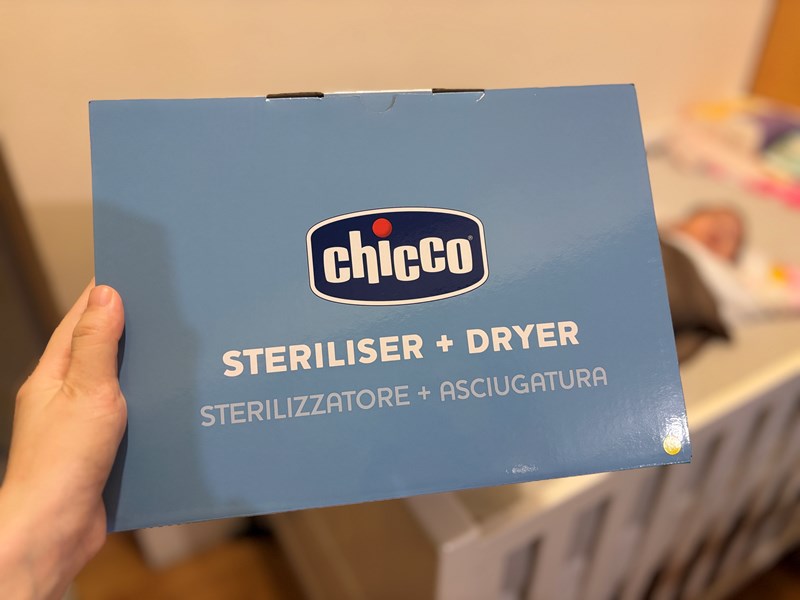 chicco
STERILISER + DRYER
STERILIZZATORE + ASCIUGATURA